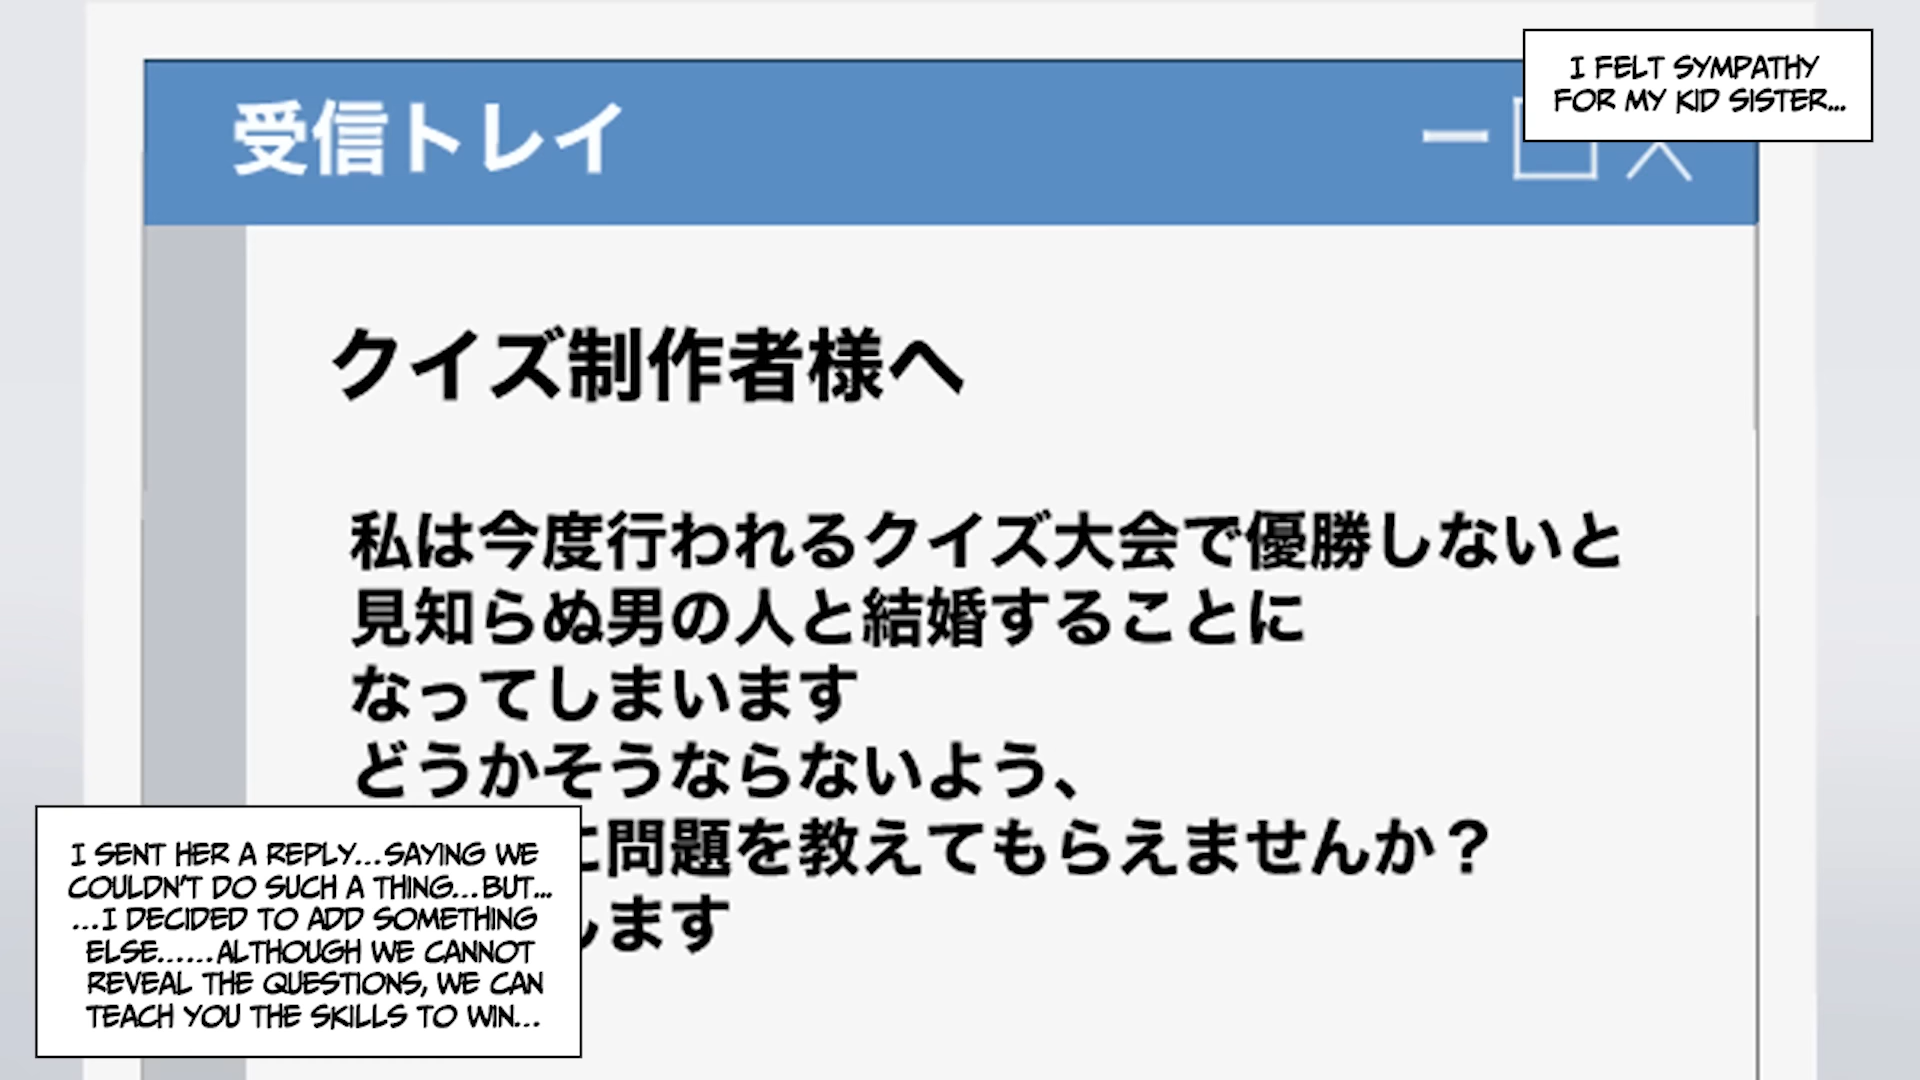 I FELT SYMPATHY
FOR MY KID SISTER...
受信トレイ
クイズ制作者様へ
私は今度行われるクイズ大会で優勝しないと
見知らぬ男の人と結婚することに
なってしまいます
どうかそうならないよう、
に問題を教えてもらえませんか？
します
I SENT HER A REPLY...SAYING WE
COULDN'T DO SUCH A THING...BUT...
...I DECIDED TO ADD SOMETHING
ELSE......ALTHOUGH WE CANNOT
REVEAL THE QUESTIONS, WE CAN
TEACH YOU THE SKILLS TO WIN...